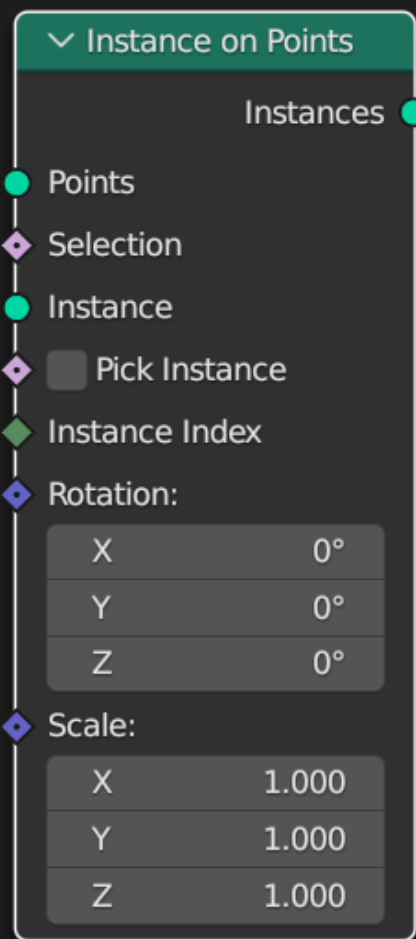 Instance on Points
Instances
Points
Selection
Instance
Pick Instance
Instance Index
Rotation:
X 0°
Y 0°
Z 0°
Scale:
X 1.000
Y 1.000
Z 1.000